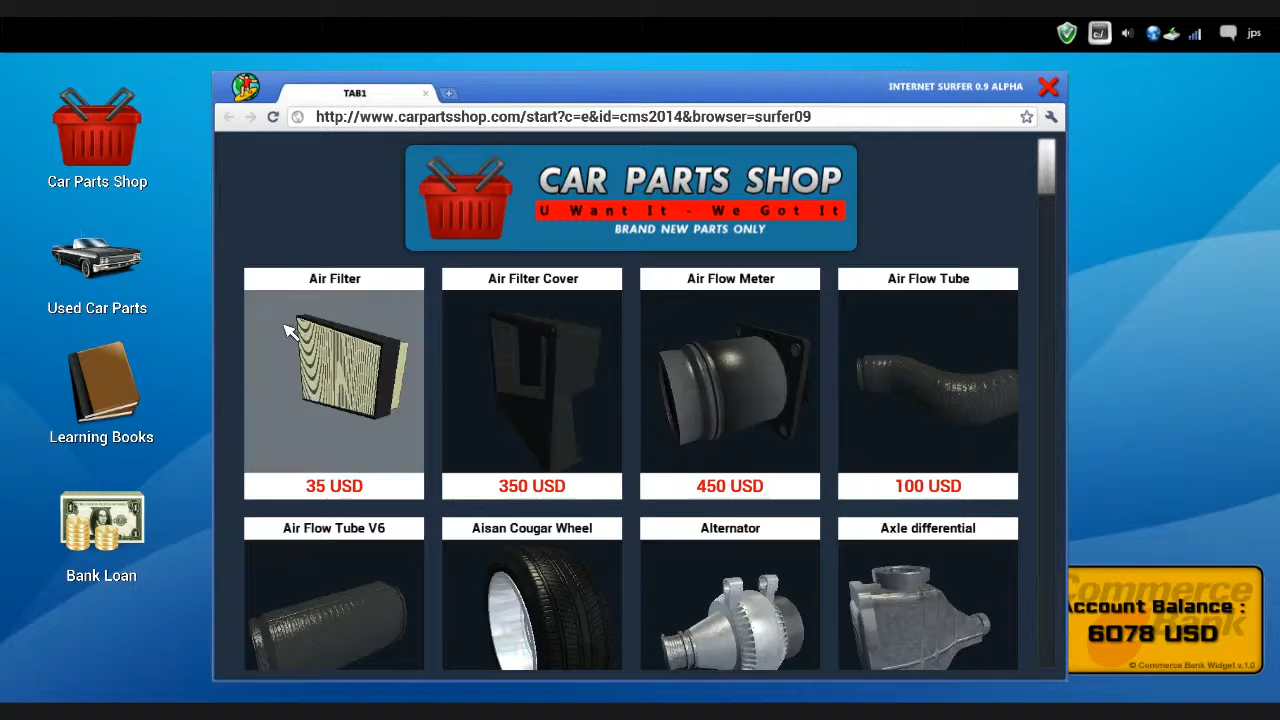 c:/
jps
TAB1
INTERNET SURFER 0.9 ALPHA
http://www.carpartsshop.com/start?c=e&id=cms2014&browser=surfer09
CAR PARTS SHOP
U Want It - We Got It
BRAND NEW PARTS ONLY
Car Parts Shop
Used Car Parts
Learning Books
Bank Loan
Air Filter
Air Filter Cover
Air Flow Meter
Air Flow Tube
35 USD
350 USD
450 USD
100 USD
Air Flow Tube V6
Aisan Cougar Wheel
Alternator
Axle differential
Commerce
Bank
Account Balance :
6078 USD
© Commerce Bank Widget v.1.0